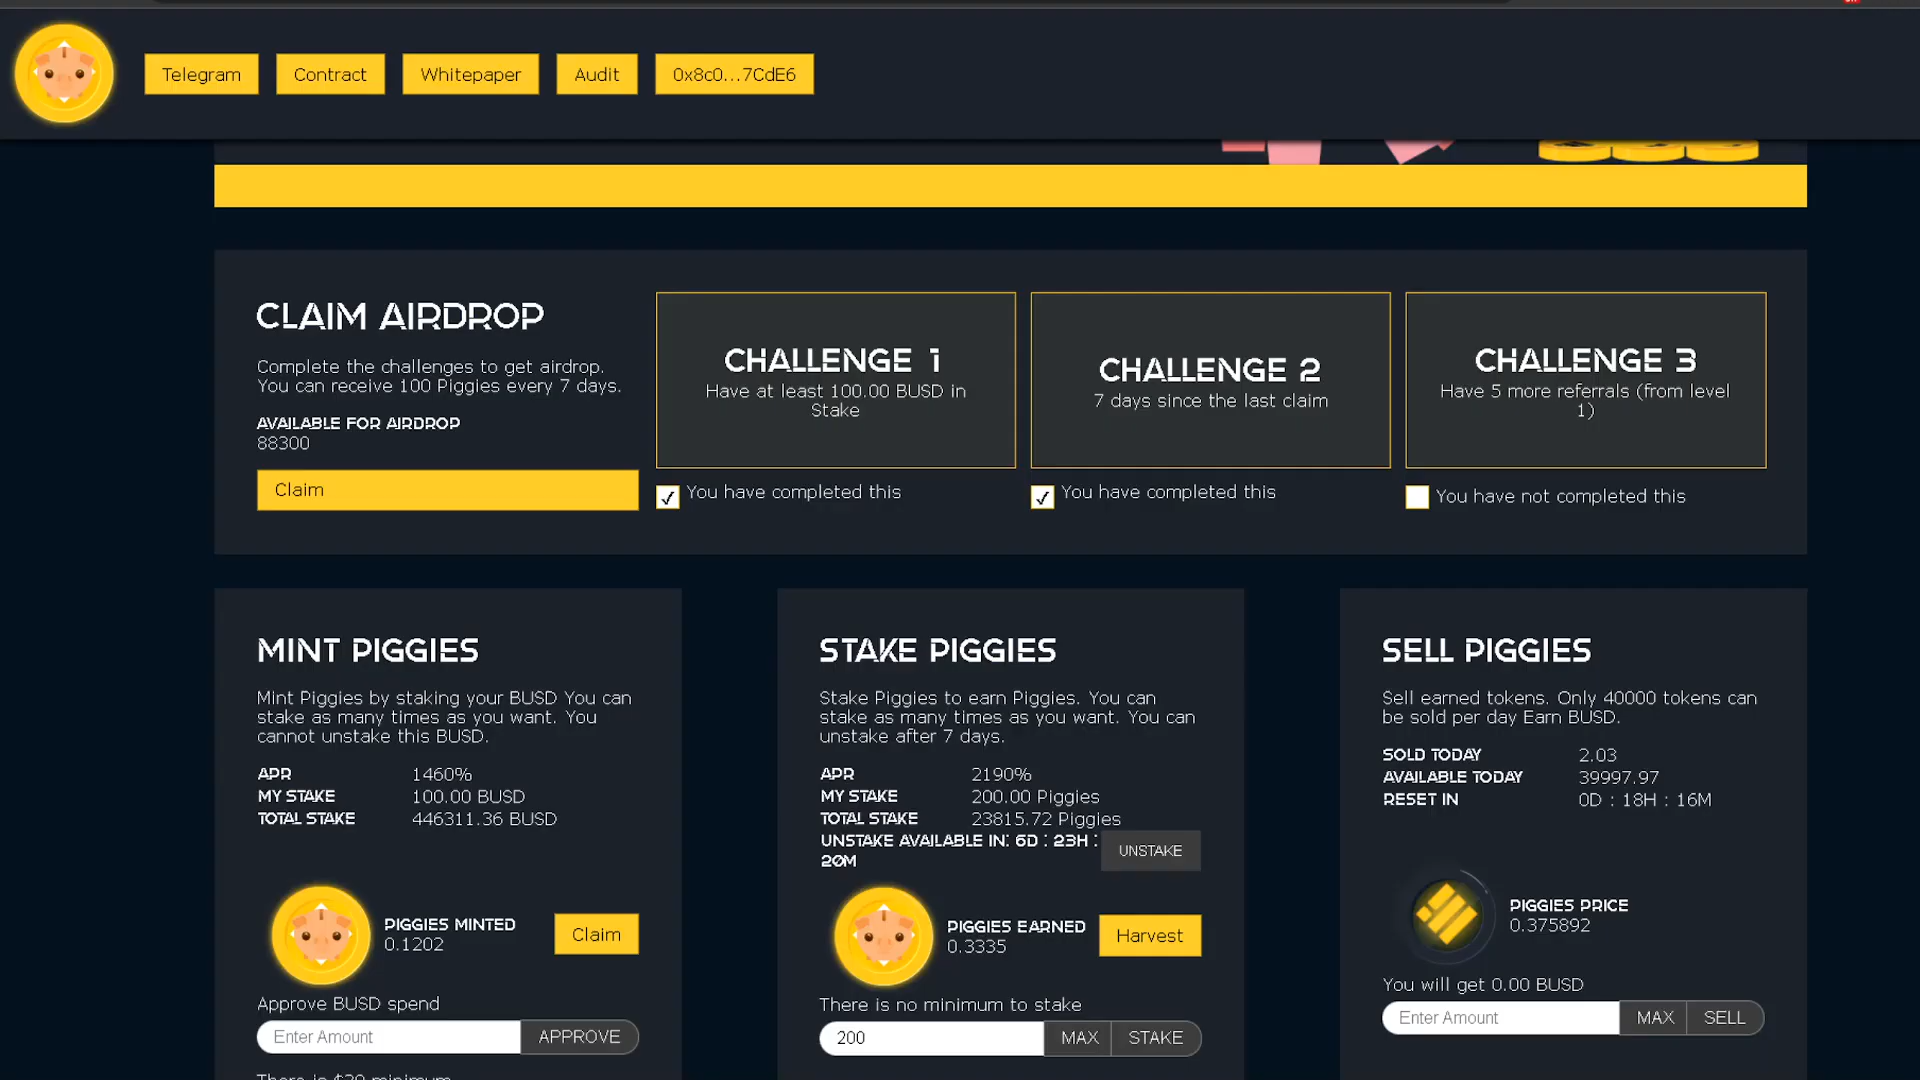 Telegram
Contract
Whitepaper
Audit
0x8c0...7CdE6
CLAIM AIRDROP
Complete the challenges to get airdrop.
You can receive 100 Piggies every 7 days.
AVAILABLE FOR AIRDROP
88300
Claim
CHALLENGE 1
Have at least 100.00 BUSD in
Stake
You have completed this
CHALLENGE 2
7 days since the last claim
You have completed this
CHALLENGE 3
Have 5 more referrals (from level
1)
You have not completed this
MINT PIGGIES
Mint Piggies by staking your BUSD You can
stake as many times as you want. You
cannot unstake this BUSD.
APR 1460%
MY STAKE 100.00 BUSD
TOTAL STAKE 446311.36 BUSD
PIGGIES MINTED
0.1202
Claim
Approve BUSD spend
Enter Amount
APPROVE
There is $20 minimum
STAKE PIGGIES
Stake Piggies to earn Piggies. You can
stake as many times as you want. You can
unstake after 7 days.
APR 2190%
MY STAKE 200.00 Piggies
TOTAL STAKE 23815.72 Piggies
UNSTAKE AVAILABLE IN: 6D : 23H :
20M
UNSTAKE
PIGGIES EARNED
0.3335
Harvest
There is no minimum to stake
200
MAX
STAKE
SELL PIGGIES
Sell earned tokens. Only 40000 tokens can
be sold per day Earn BUSD.
SOLD TODAY 2.03
AVAILABLE TODAY 39997.97
RESET IN 0D : 18H : 16M
PIGGIES PRICE
0.375892
You will get 0.00 BUSD
Enter Amount
MAX
SELL